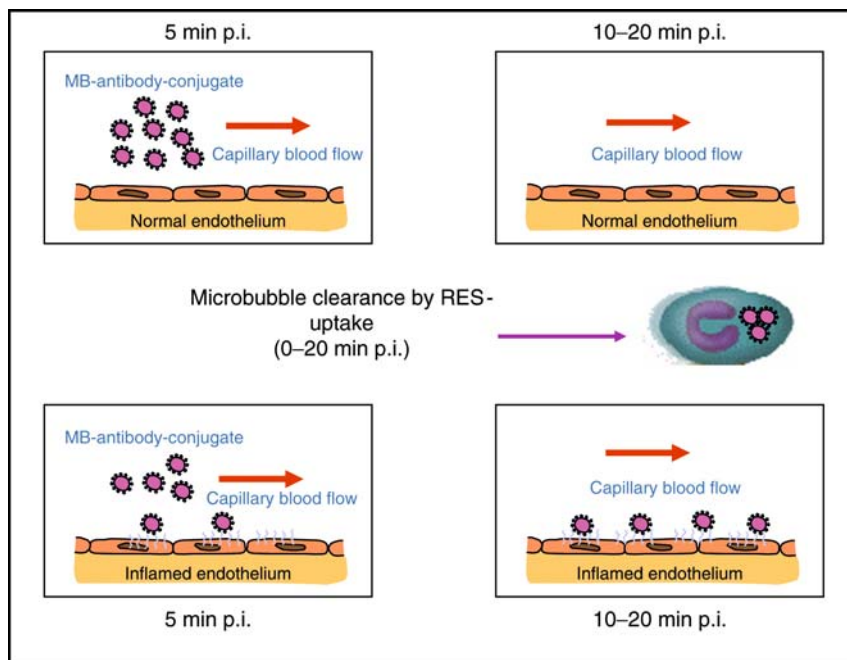 5 min p.i.
10–20 min p.i.
MB-antibody-conjugate
Capillary blood flow
Normal endothelium
Capillary blood flow
Normal endothelium
Microbubble clearance by RES-
uptake
(0–20 min p.i.)
MB-antibody-conjugate
Capillary blood flow
Inflamed endothelium
Capillary blood flow
Inflamed endothelium
5 min p.i.
10–20 min p.i.